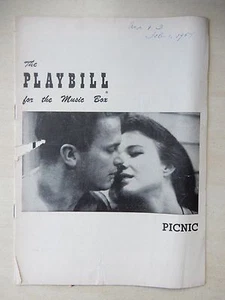 The
PLAYBILL
for the Music Box
PICNIC